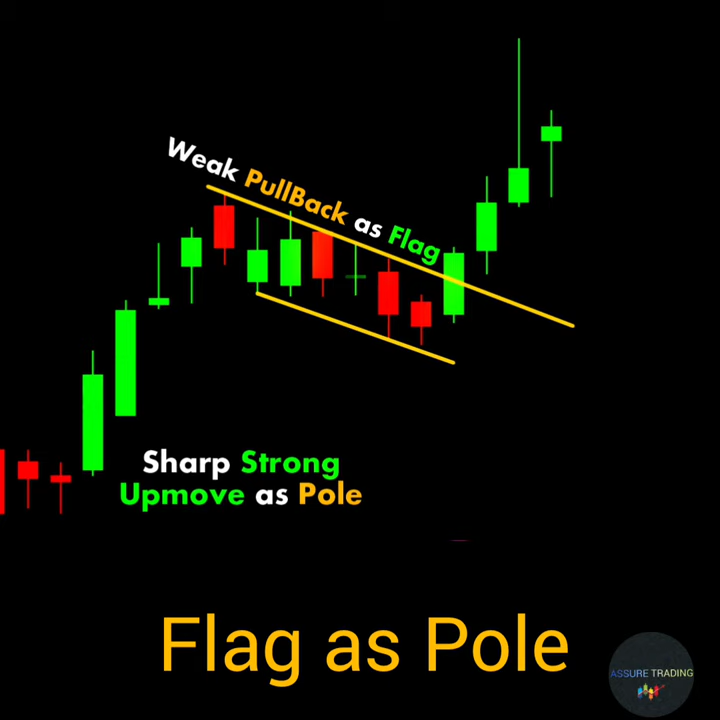 Weak PullBack as Flag
Sharp Strong
Upmove as Pole
Flag as Pole
ASSURE TRADING